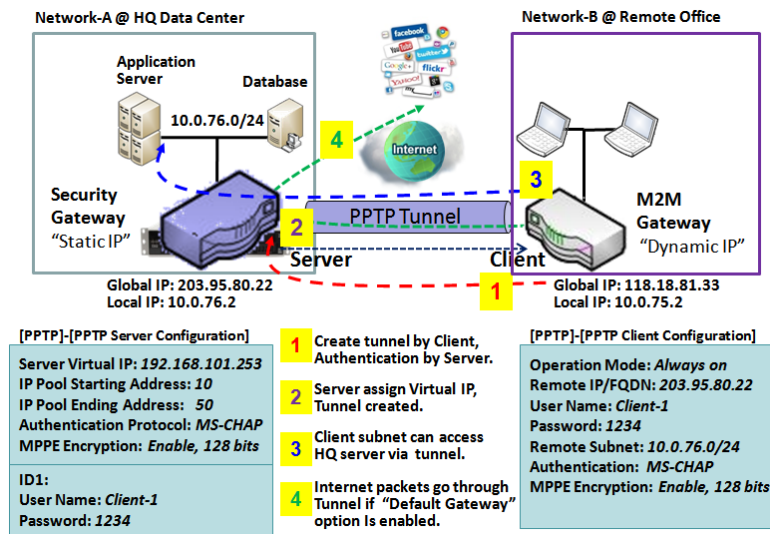 Network-A @ HQ Data Center
Network-B @ Remote Office
Application
Server
Database
10.0.76.0/24
facebook
YouTube
twitter
Google+
flickr
YAHOO!
my
Internet
4
3
Security
Gateway
"Static IP"
2
PPTP Tunnel
M2M
Gateway
"Dynamic IP"
Server
Client
1
Global IP: 203.95.80.22
Local IP: 10.0.76.2
Global IP: 118.18.81.33
Local IP: 10.0.75.2
[PPTP]-[PPTP Server Configuration]
Server Virtual IP: 192.168.101.253
IP Pool Starting Address: 10
IP Pool Ending Address: 50
Authentication Protocol: MS-CHAP
MPPE Encryption: Enable, 128 bits
ID1:
User Name: Client-1
Password: 1234
1 Create tunnel by Client,
Authentication by Server.
2 Server assign Virtual IP,
Tunnel created.
3 Client subnet can access
HQ server via tunnel.
4 Internet packets go through
Tunnel if "Default Gateway"
option Is enabled.
[PPTP]-[PPTP Client Configuration]
Operation Mode: Always on
Remote IP/FQDN: 203.95.80.22
User Name: Client-1
Password: 1234
Remote Subnet: 10.0.76.0/24
Authentication: MS-CHAP
MPPE Encryption: Enable, 128 bits